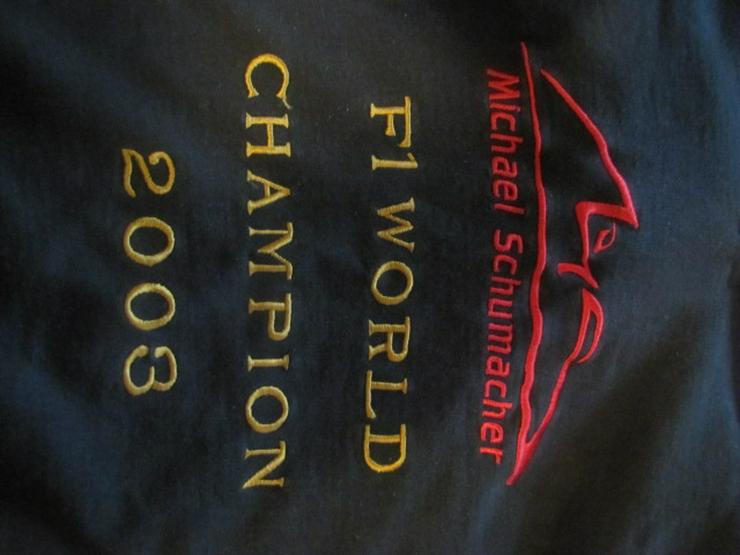 Michael Schumacher
F1 WORLD
CHAMPION
2003